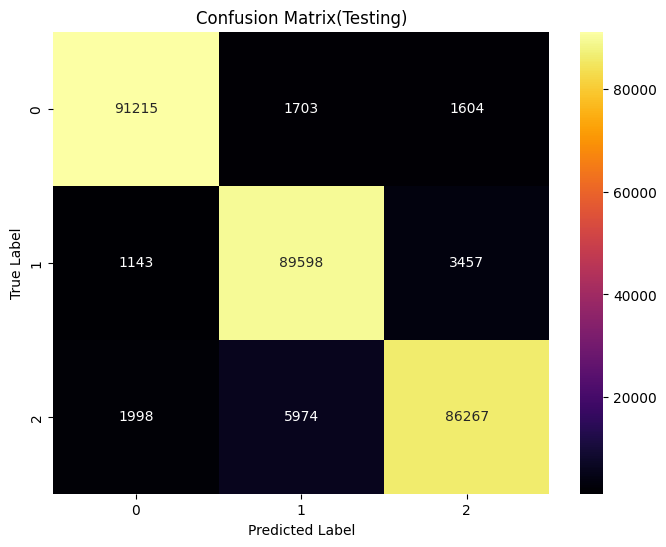 Confusion Matrix(Testing)
0 91215 1703 1604
1 1143 89598 3457
2 1998 5974 86267
0 1 2
Predicted Label
True Label
80000
60000
40000
20000